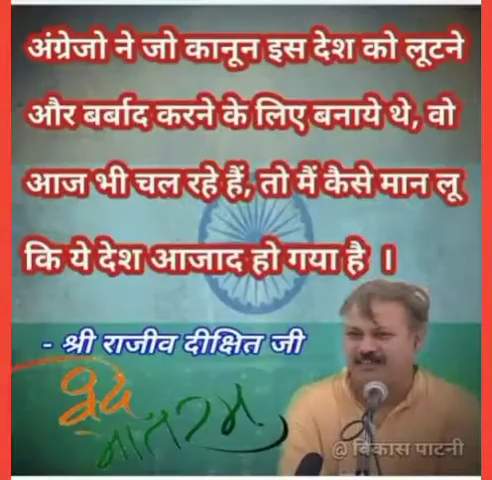 अंग्रेजो ने जो कानून इस देश को लूटने
और बर्बाद करने के लिए बनाये थे, वो
आज भी चल रहे हैं, तो मैं कैसे मान लू
कि ये देश आजाद हो गया है ।
- श्री राजीव दीक्षित जी
वंदे
मातरम्
@विकास पाटनी